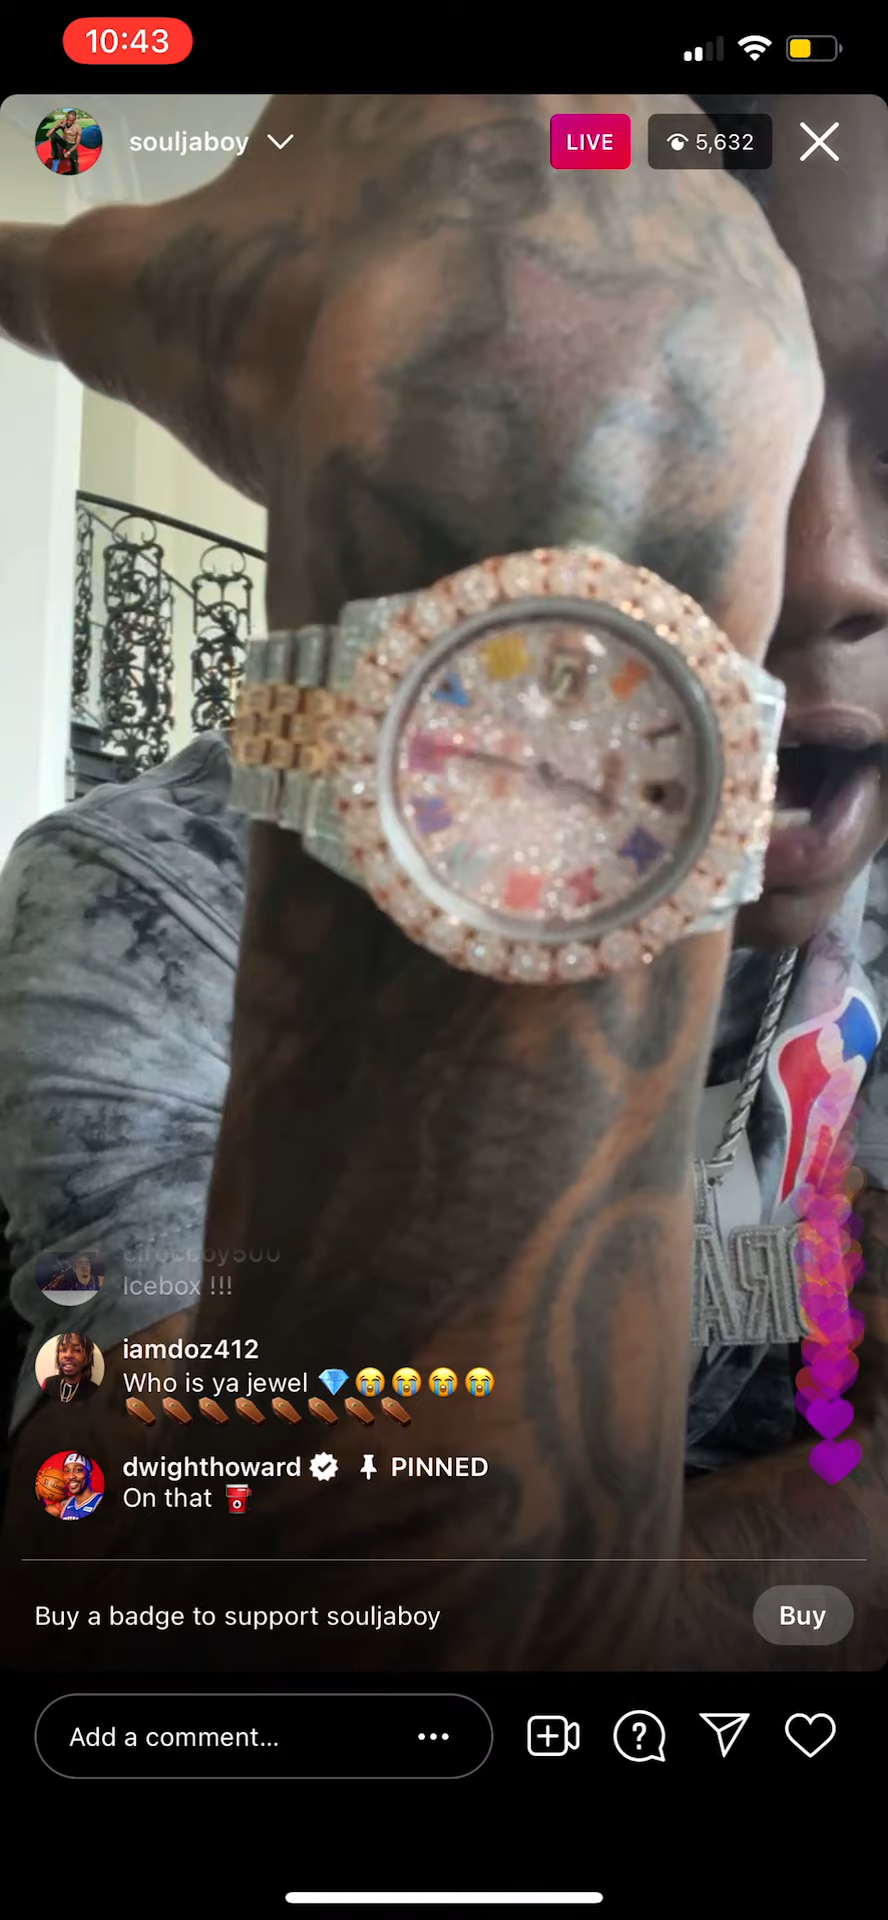 10:43
souljaboy
LIVE
5,632
cirocboy500
Icebox !!!
iamdoz412
Who is ya jewel 💎😭😭😭😭
⚰️⚰️⚰️⚰️⚰️⚰️⚰️⚰️
dwighthoward PINNED
On that 🥤
Buy a badge to support souljaboy
Buy
Add a comment...